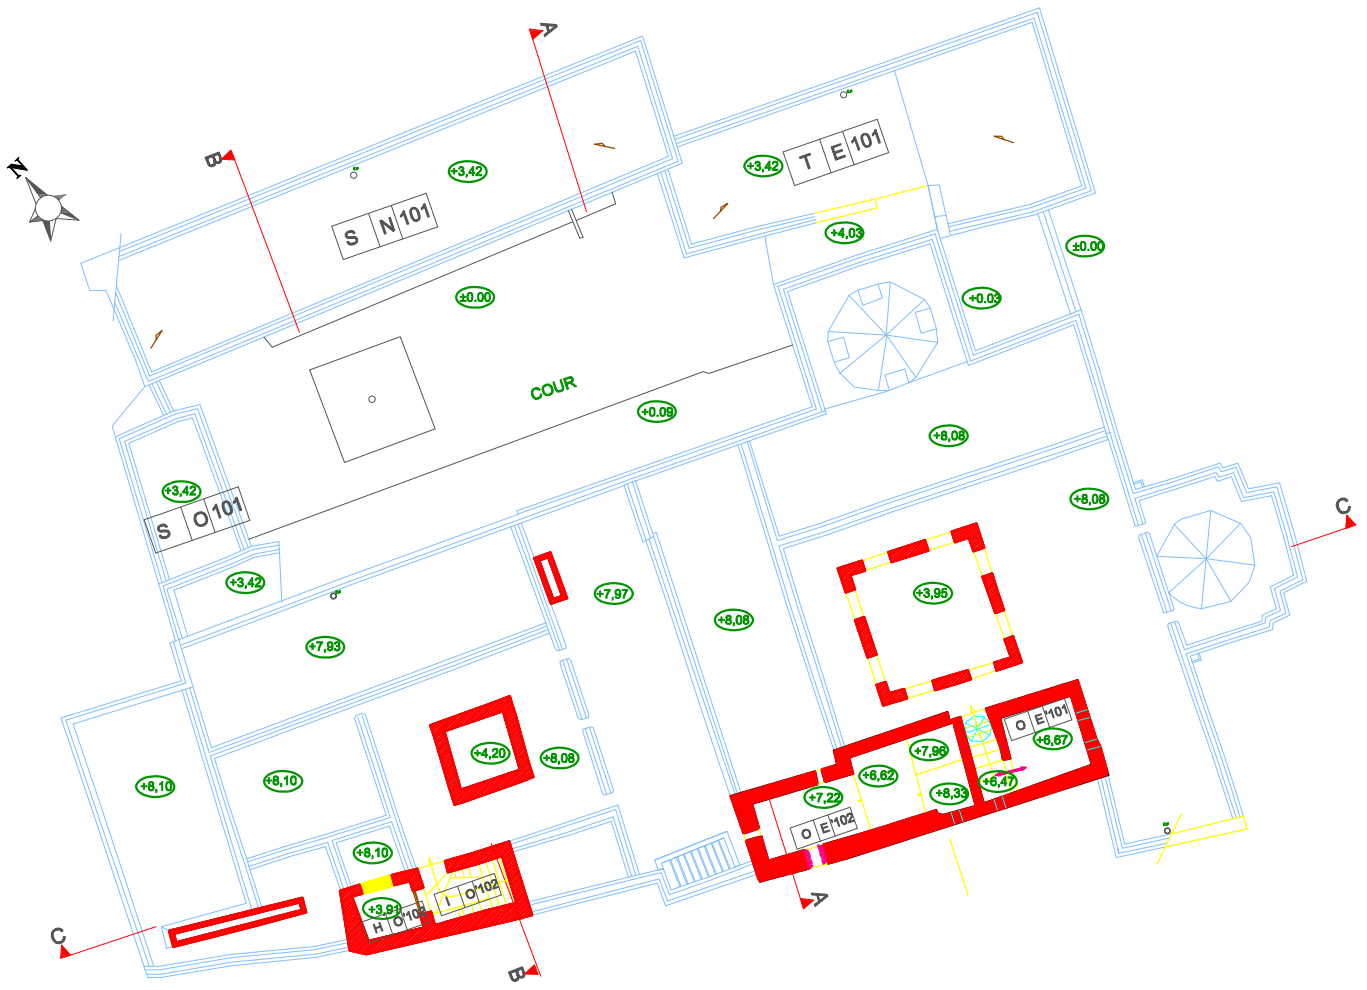 A
B
N
+3,42
T E 101
+3,42
S N 101
+4,03
±0.00
±0.00
+0.03
COUR
+0.09
+8,08
+3,42
+8,08
S O 101
C
+3,42
+7,97
+3,95
+8,08
+7,93
O E '101
+4,20
+8,08
+7,96
+6,67
+8,10
+8,10
+6,62
+6,47
+7,22
+8,33
O E '102
+8,10
I O '102
A
+3,91
H O '102
C
B